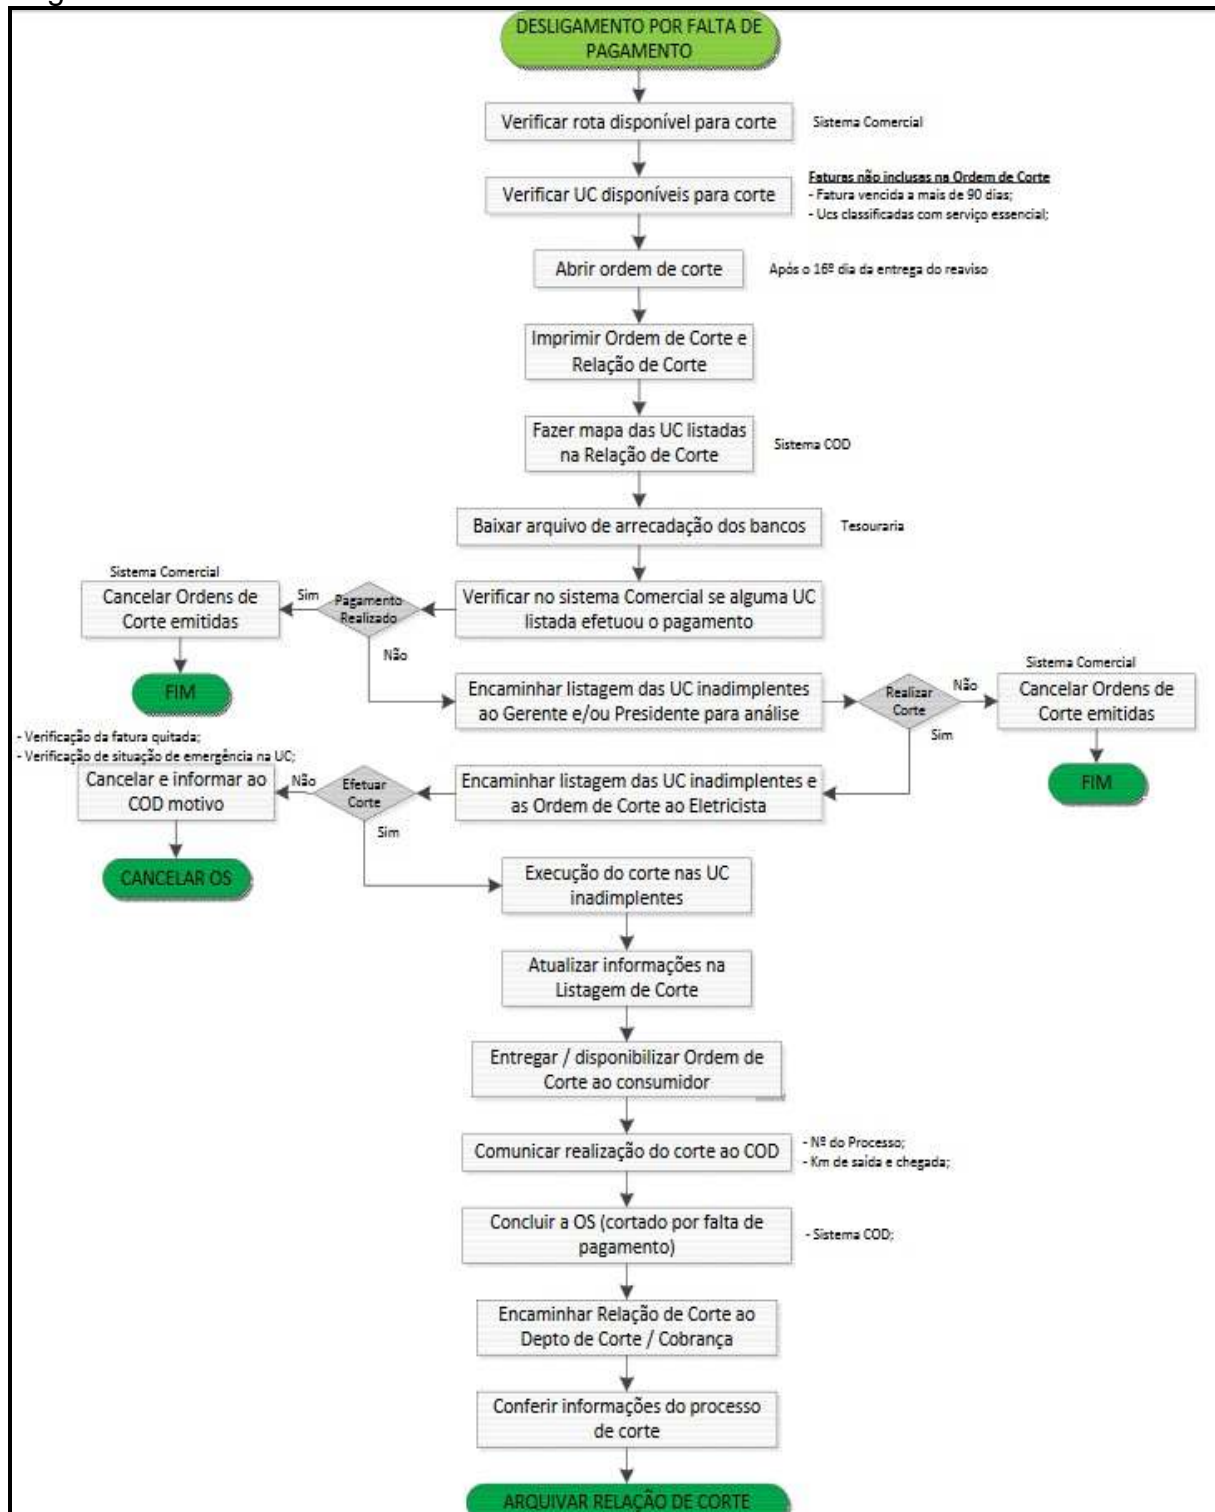 DESLIGAMENTO POR FALTA DE
PAGAMENTO
Verificar rota disponível para corte
Sistema Comercial
Verificar UC disponíveis para corte
Faturas não inclusas na Ordem de Corte
- Fatura vencida a mais de 90 dias;
- Ucs classificadas com serviço essencial;
Abrir ordem de corte
Após o 16º dia da entrega do reaviso
Imprimir Ordem de Corte e
Relação de Corte
Fazer mapa das UC listadas
na Relação de Corte
Sistema COD
Baixar arquivo de arrecadação dos bancos
Tesouraria
Sistema Comercial
Cancelar Ordens de
Corte emitidas
Sim
Pagamento
Realizado
Verificar no sistema Comercial se alguma UC
listada efetuou o pagamento
Não
FIM
Encaminhar listagem das UC inadimplentes
ao Gerente e/ou Presidente para análise
Realizar
Corte
Não
Sistema Comercial
Cancelar Ordens de
Corte emitidas
Sim
FIM
- Verificação da fatura quitada;
- Verificação de situação de emergência na UC;
Cancelar e informar ao
COD motivo
Não
Efetuar
Corte
Encaminhar listagem das UC inadimplentes e
as Ordem de Corte ao Eletricista
Sim
CANCELAR OS
Execução do corte nas UC
inadimplentes
Atualizar informações na
Listagem de Corte
Entregar / disponibilizar Ordem de
Corte ao consumidor
Comunicar realização do corte ao COD
- Nº do Processo;
- Km de saída e chegada;
Concluir a OS (cortado por falta de
pagamento)
- Sistema COD;
Encaminhar Relação de Corte ao
Depto de Corte / Cobrança
Conferir informações do processo
de corte
ARQUIVAR RELAÇÃO DE CORTE